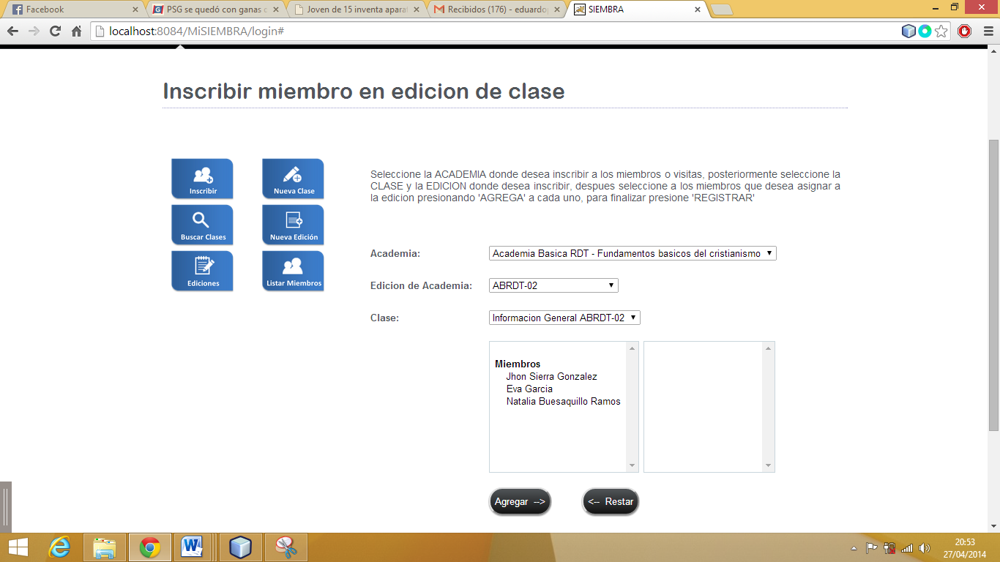 Facebook
PSG se quedó con ganas
Joven de 15 inventa apara
Recibidos (176) - eduardo
SIEMBRA
localhost:8084/MiSIEMBRA/login#
Inscribir miembro en edicion de clase
Inscribir
Nueva Clase
Buscar Clases
Nueva Edición
Ediciones
Listar Miembros
Seleccione la ACADEMIA donde desea inscribir a los miembros o visitas, posteriormente seleccione la
CLASE y la EDICION donde desea inscribir, despues seleccione a los miembros que desea asignar a
la edicion presionando 'AGREGA' a cada uno, para finalizar presione 'REGISTRAR'
Academia:
Academia Basica RDT - Fundamentos basicos del cristianismo
Edicion de Academia:
ABRDT-02
Clase:
Informacion General ABRDT-02
Miembros
Jhon Sierra Gonzalez
Eva Garcia
Natalia Buesaquillo Ramos
Agregar -->
<-- Restar
20:53
27/04/2014